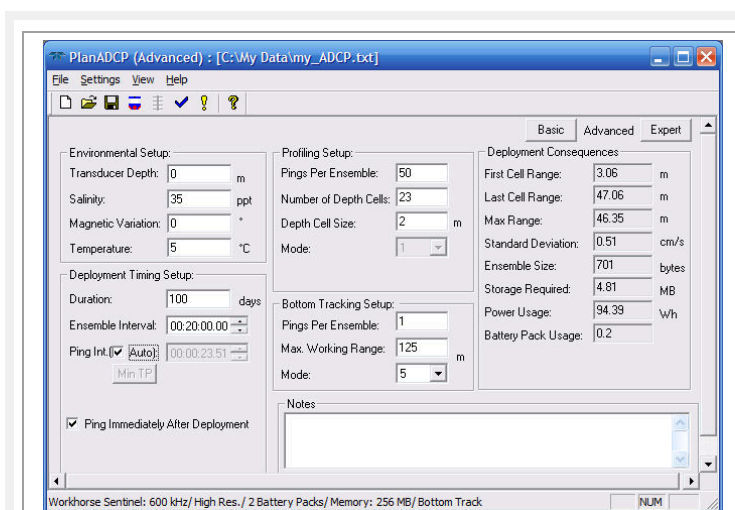 PlanADCP (Advanced) : [C:\My Data\my_ADCP.txt]
File Settings View Help
Basic Advanced Expert
Environmental Setup:
Transducer Depth: 0 m
Salinity: 35 ppt
Magnetic Variation: 0 °
Temperature: 5 °C
Deployment Timing Setup:
Duration: 100 days
Ensemble Interval: 00:20:00.00
Ping Int.( Auto): 00:00:23.51
Min TP
Ping Immediately After Deployment
Profiling Setup:
Pings Per Ensemble: 50
Number of Depth Cells: 23
Depth Cell Size: 2 m
Mode: 1
Bottom Tracking Setup:
Pings Per Ensemble: 1
Max. Working Range: 125 m
Mode: 5
Deployment Consequences
First Cell Range: 3.06 m
Last Cell Range: 47.06 m
Max Range: 46.35 m
Standard Deviation: 0.51 cm/s
Ensemble Size: 701 bytes
Storage Required: 4.81 MB
Power Usage: 94.39 Wh
Battery Pack Usage: 0.2
Notes
Workhorse Sentinel: 600 kHz/ High Res./ 2 Battery Packs/ Memory: 256 MB/ Bottom Track
NUM